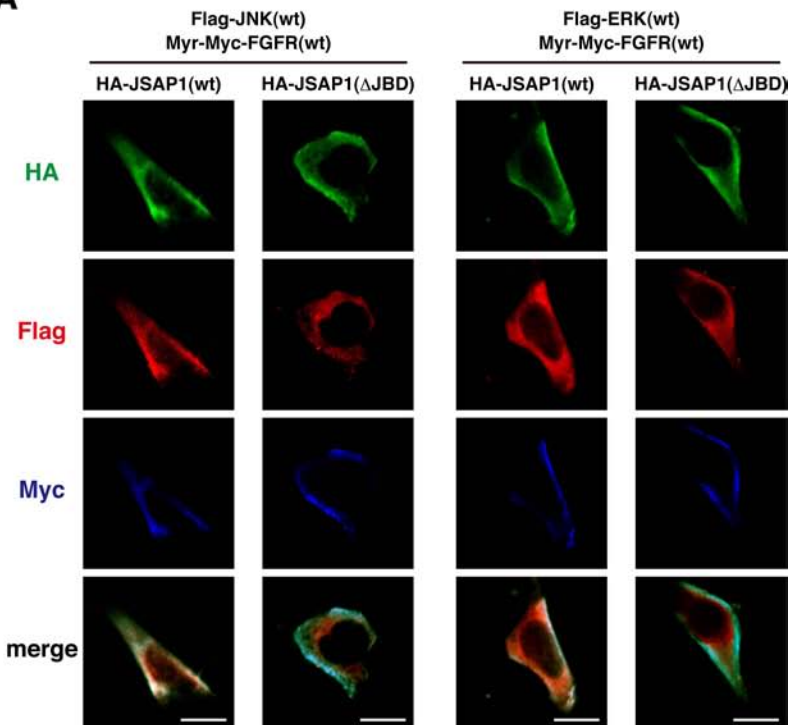 A
Flag-JNK(wt)
Myr-Myc-FGFR(wt)
Flag-ERK(wt)
Myr-Myc-FGFR(wt)
HA-JSAP1(wt)
HA-JSAP1(ΔJBD)
HA-JSAP1(wt)
HA-JSAP1(ΔJBD)
HA
Flag
Myc
merge